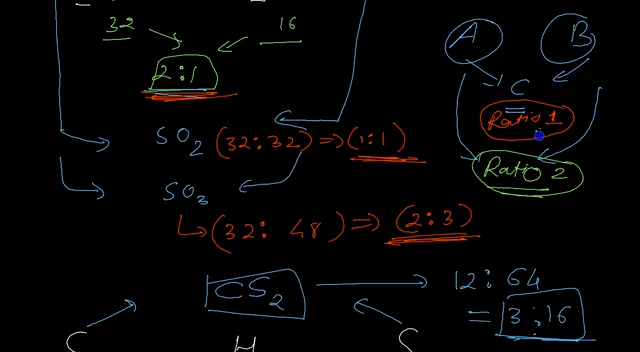 32 16
2:1
A B
C
Ratio 1
Ratio 2
SO2 (32:32) ⇒ (1:1)
SO3
(32: 48) ⇒ (2:3)
CS2 → 12:64
= 3:16
H